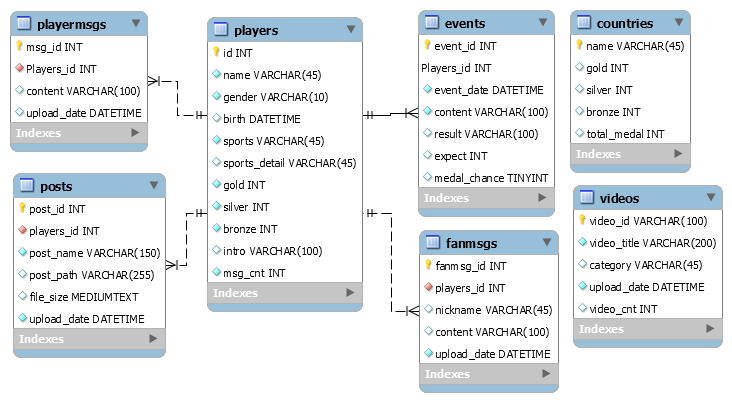 playermsgs
msg_id INT
Players_id INT
content VARCHAR(100)
upload_date DATETIME
Indexes
posts
post_id INT
players_id INT
post_name VARCHAR(150)
post_path VARCHAR(255)
file_size MEDIUMTEXT
upload_date DATETIME
Indexes
players
id INT
name VARCHAR(45)
gender VARCHAR(10)
birth DATETIME
sports VARCHAR(45)
sports_detail VARCHAR(45)
gold INT
silver INT
bronze INT
intro VARCHAR(100)
msg_cnt INT
Indexes
events
event_id INT
Players_id INT
event_date DATETIME
content VARCHAR(100)
result VARCHAR(100)
expect INT
medal_chance TINYINT
Indexes
fanmsgs
fanmsg_id INT
players_id INT
nickname VARCHAR(45)
content VARCHAR(100)
upload_date DATETIME
Indexes
countries
name VARCHAR(45)
gold INT
silver INT
bronze INT
total_medal INT
Indexes
videos
video_id VARCHAR(100)
video_title VARCHAR(200)
category VARCHAR(45)
upload_date DATETIME
video_cnt INT
Indexes